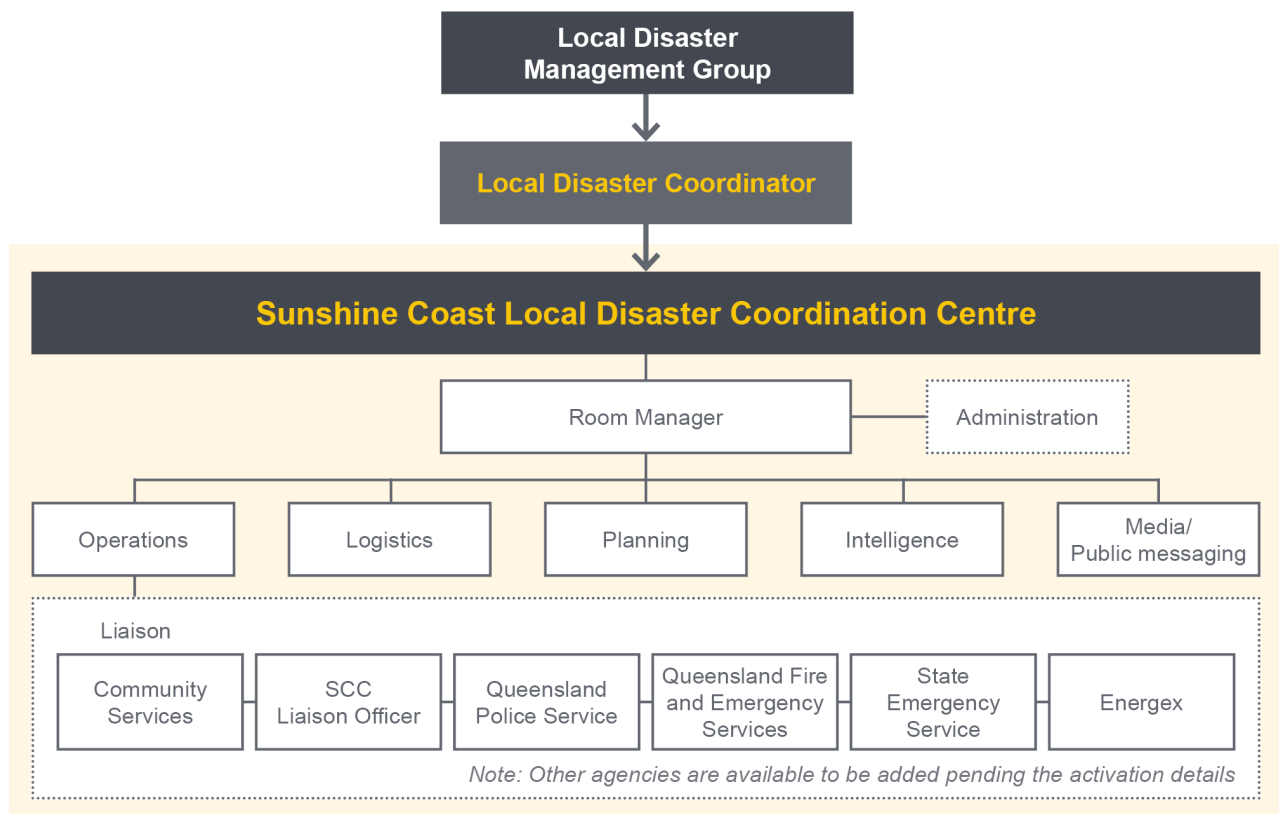 Local Disaster
Management Group
Local Disaster Coordinator
Sunshine Coast Local Disaster Coordination Centre
Room Manager
Administration
Operations
Logistics
Planning
Intelligence
Media/
Public messaging
Liaison
Community
Services
SCC
Liaison Officer
Queensland
Police Service
Queensland Fire
and Emergency
Services
State
Emergency
Service
Energex
Note: Other agencies are available to be added pending the activation details